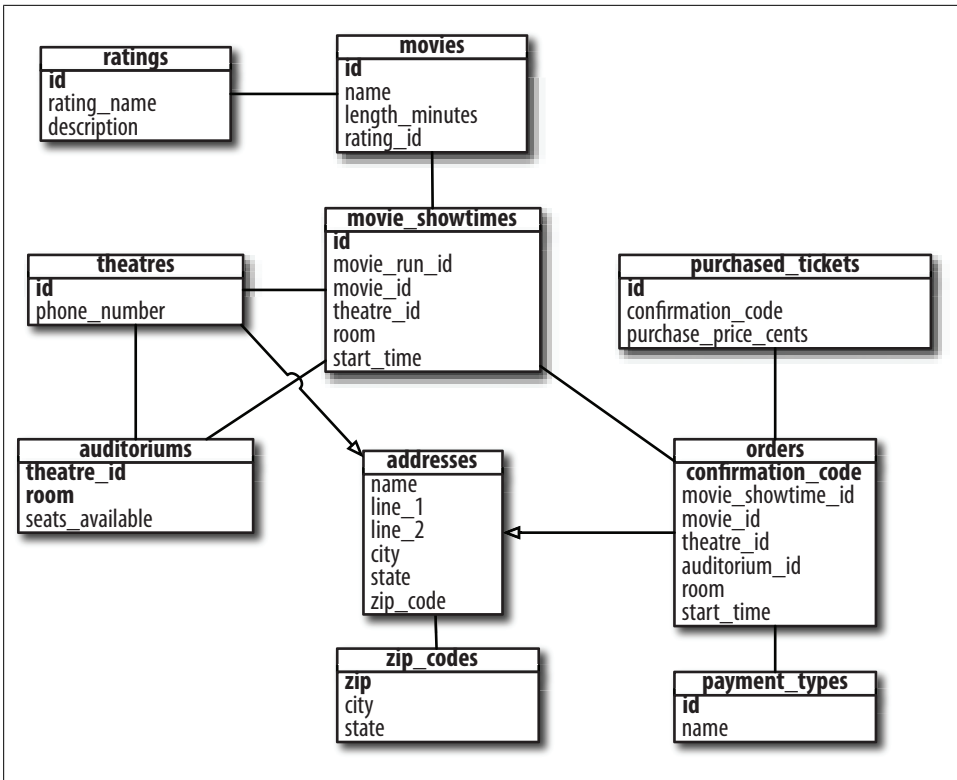 ratings
id
rating_name
description
movies
id
name
length_minutes
rating_id
movie_showtimes
id
movie_run_id
movie_id
theatre_id
room
start_time
theatres
id
phone_number
purchased_tickets
id
confirmation_code
purchase_price_cents
auditoriums
theatre_id
room
seats_available
addresses
name
line_1
line_2
city
state
zip_code
orders
confirmation_code
movie_showtime_id
movie_id
theatre_id
auditorium_id
room
start_time
zip_codes
zip
city
state
payment_types
id
name